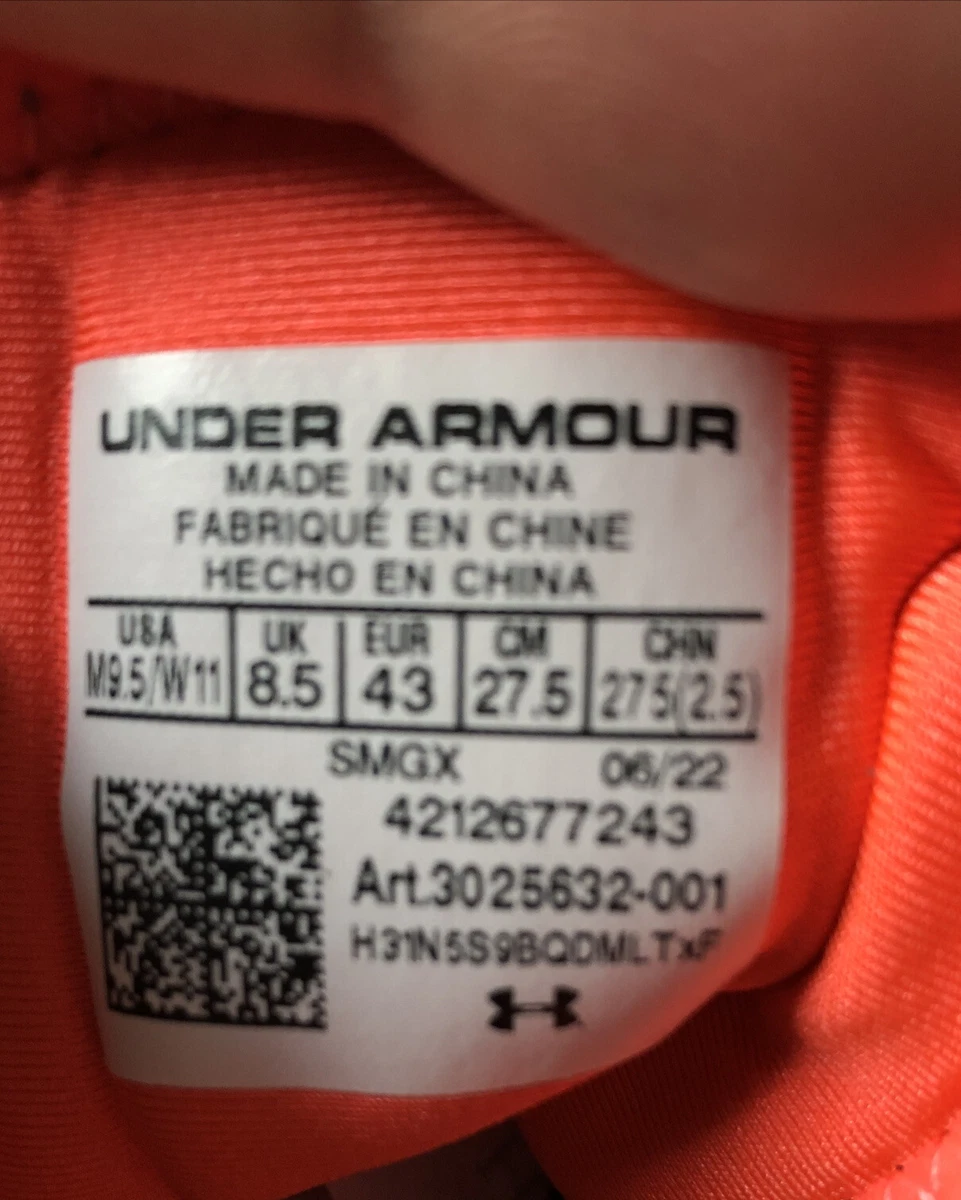 UNDER ARMOUR
MADE IN CHINA
FABRIQUÉ EN CHINE
HECHO EN CHINA
USA UK EUR CM CHN
M9.5/W11 8.5 43 27.5 275(2.5)
SMGX 06/22
4212677243
Art.3025632-001